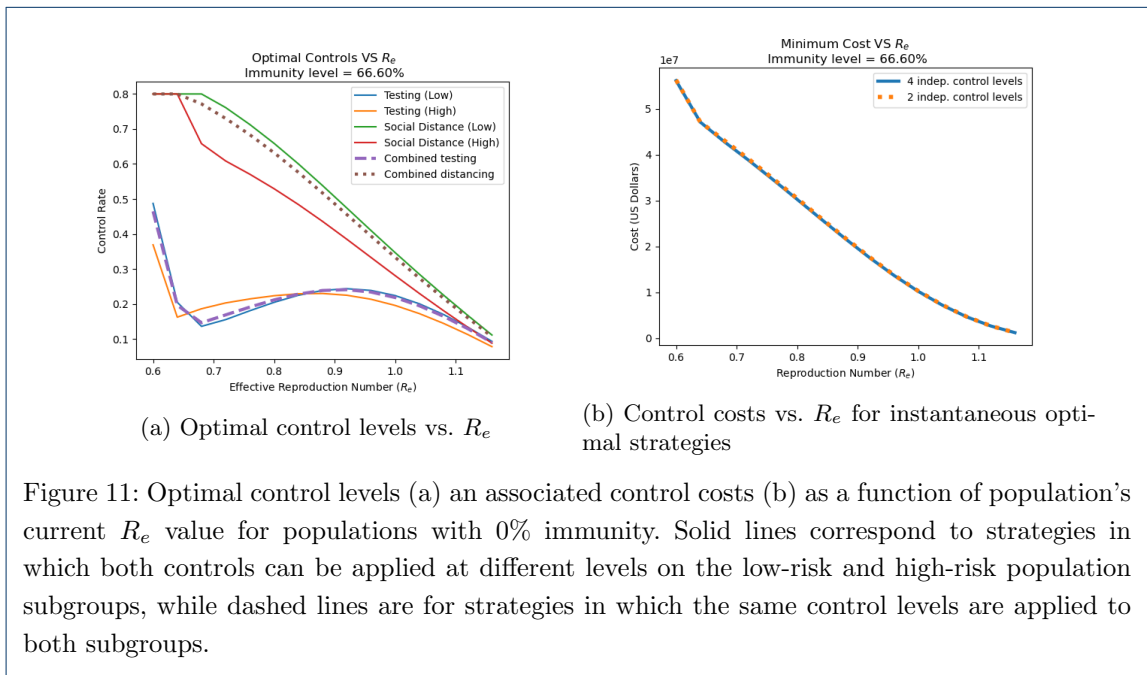 Optimal Controls VS $R_e$
Immunity level = 66.60%
0.8
0.7
0.6
0.5
0.4
0.3
0.2
0.1
Control Rate
Testing (Low)
Testing (High)
Social Distance (Low)
Social Distance (High)
Combined testing
Combined distancing
0.6 0.7 0.8 0.9 1.0 1.1
Effective Reproduction Number ($R_e$)
(a) Optimal control levels vs. $R_e$
Minimum Cost VS $R_e$
Immunity level = 66.60%
1e7
5
4
3
2
1
0
Cost (US Dollars)
4 indep. control levels
2 indep. control levels
0.6 0.7 0.8 0.9 1.0 1.1
Reproduction Number ($R_e$)
(b) Control costs vs. $R_e$ for instantaneous opti-
mal strategies
Figure 11: Optimal control levels (a) an associated control costs (b) as a function of population's
current $R_e$ value for populations with 0% immunity. Solid lines correspond to strategies in
which both controls can be applied at different levels on the low-risk and high-risk population
subgroups, while dashed lines are for strategies in which the same control levels are applied to
both subgroups.